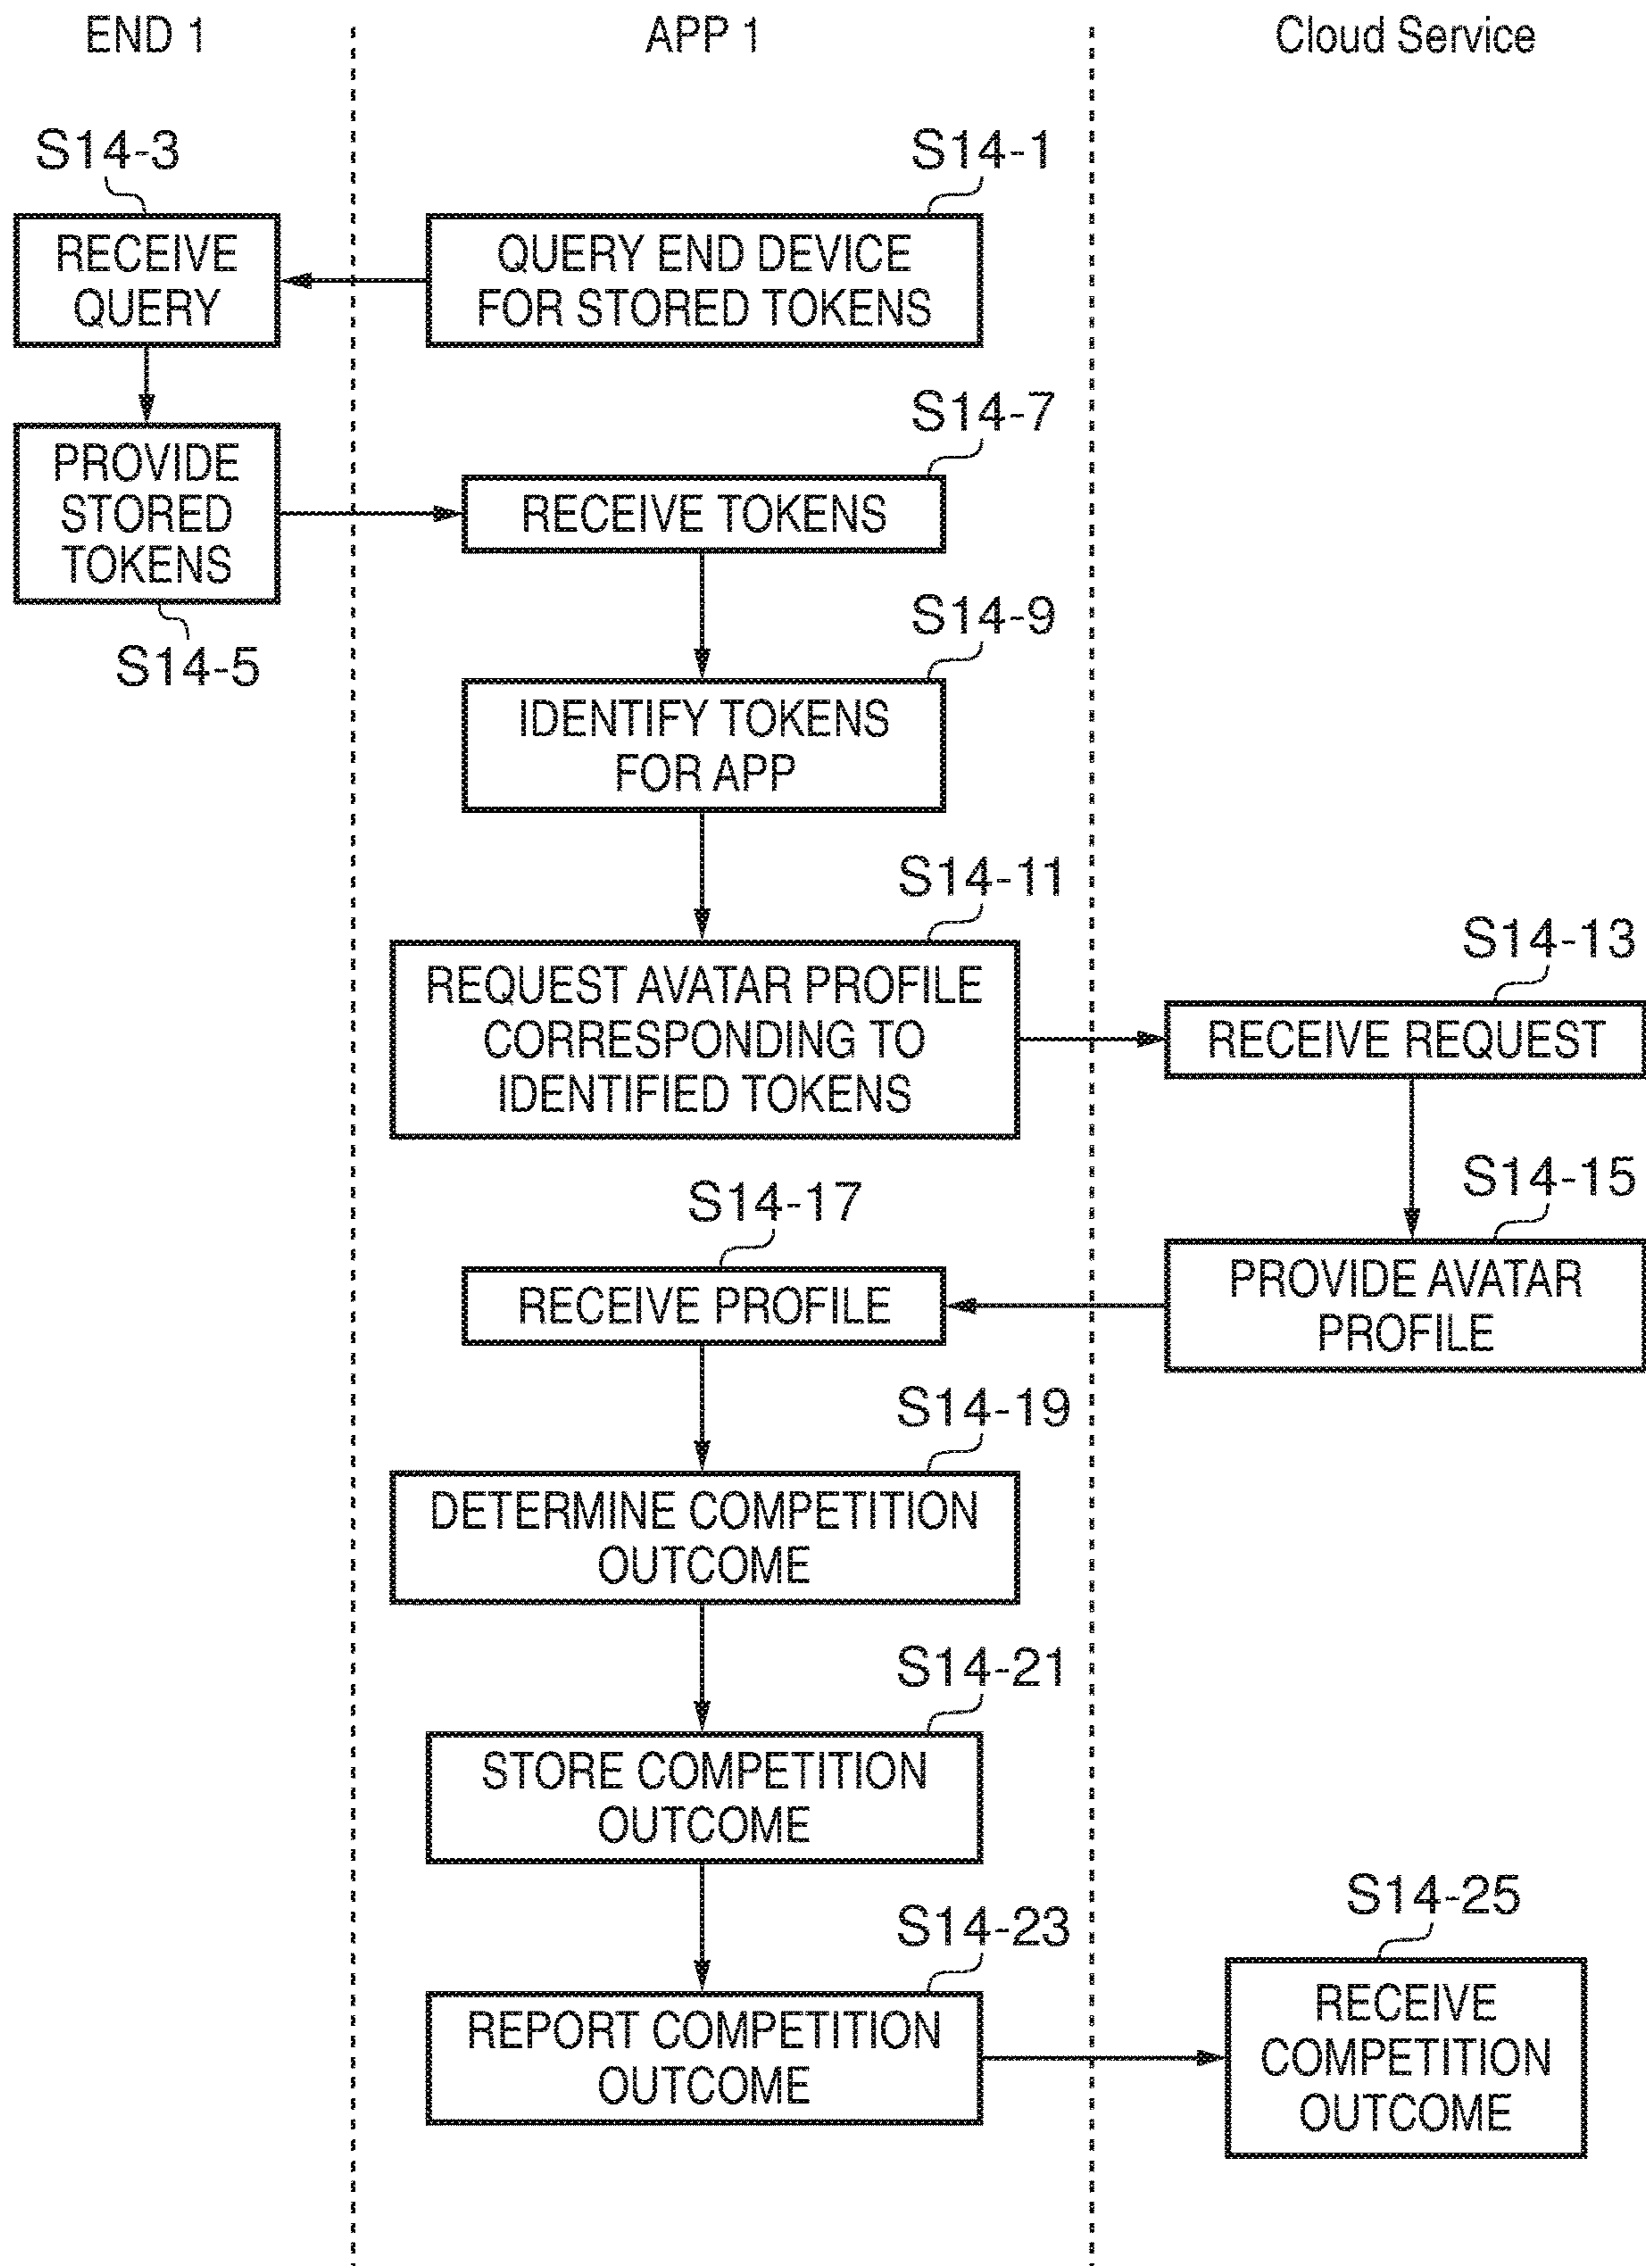 END 1
APP 1
Cloud Service
S14-3
S14-1
RECEIVE
QUERY
QUERY END DEVICE
FOR STORED TOKENS
S14-7
PROVIDE
STORED
TOKENS
RECEIVE TOKENS
S14-5
S14-9
IDENTIFY TOKENS
FOR APP
S14-11
S14-13
REQUEST AVATAR PROFILE
CORRESPONDING TO
IDENTIFIED TOKENS
RECEIVE REQUEST
S14-15
S14-17
PROVIDE AVATAR
PROFILE
RECEIVE PROFILE
S14-19
DETERMINE COMPETITION
OUTCOME
S14-21
STORE COMPETITION
OUTCOME
S14-25
S14-23
REPORT COMPETITION
OUTCOME
RECEIVE
COMPETITION
OUTCOME